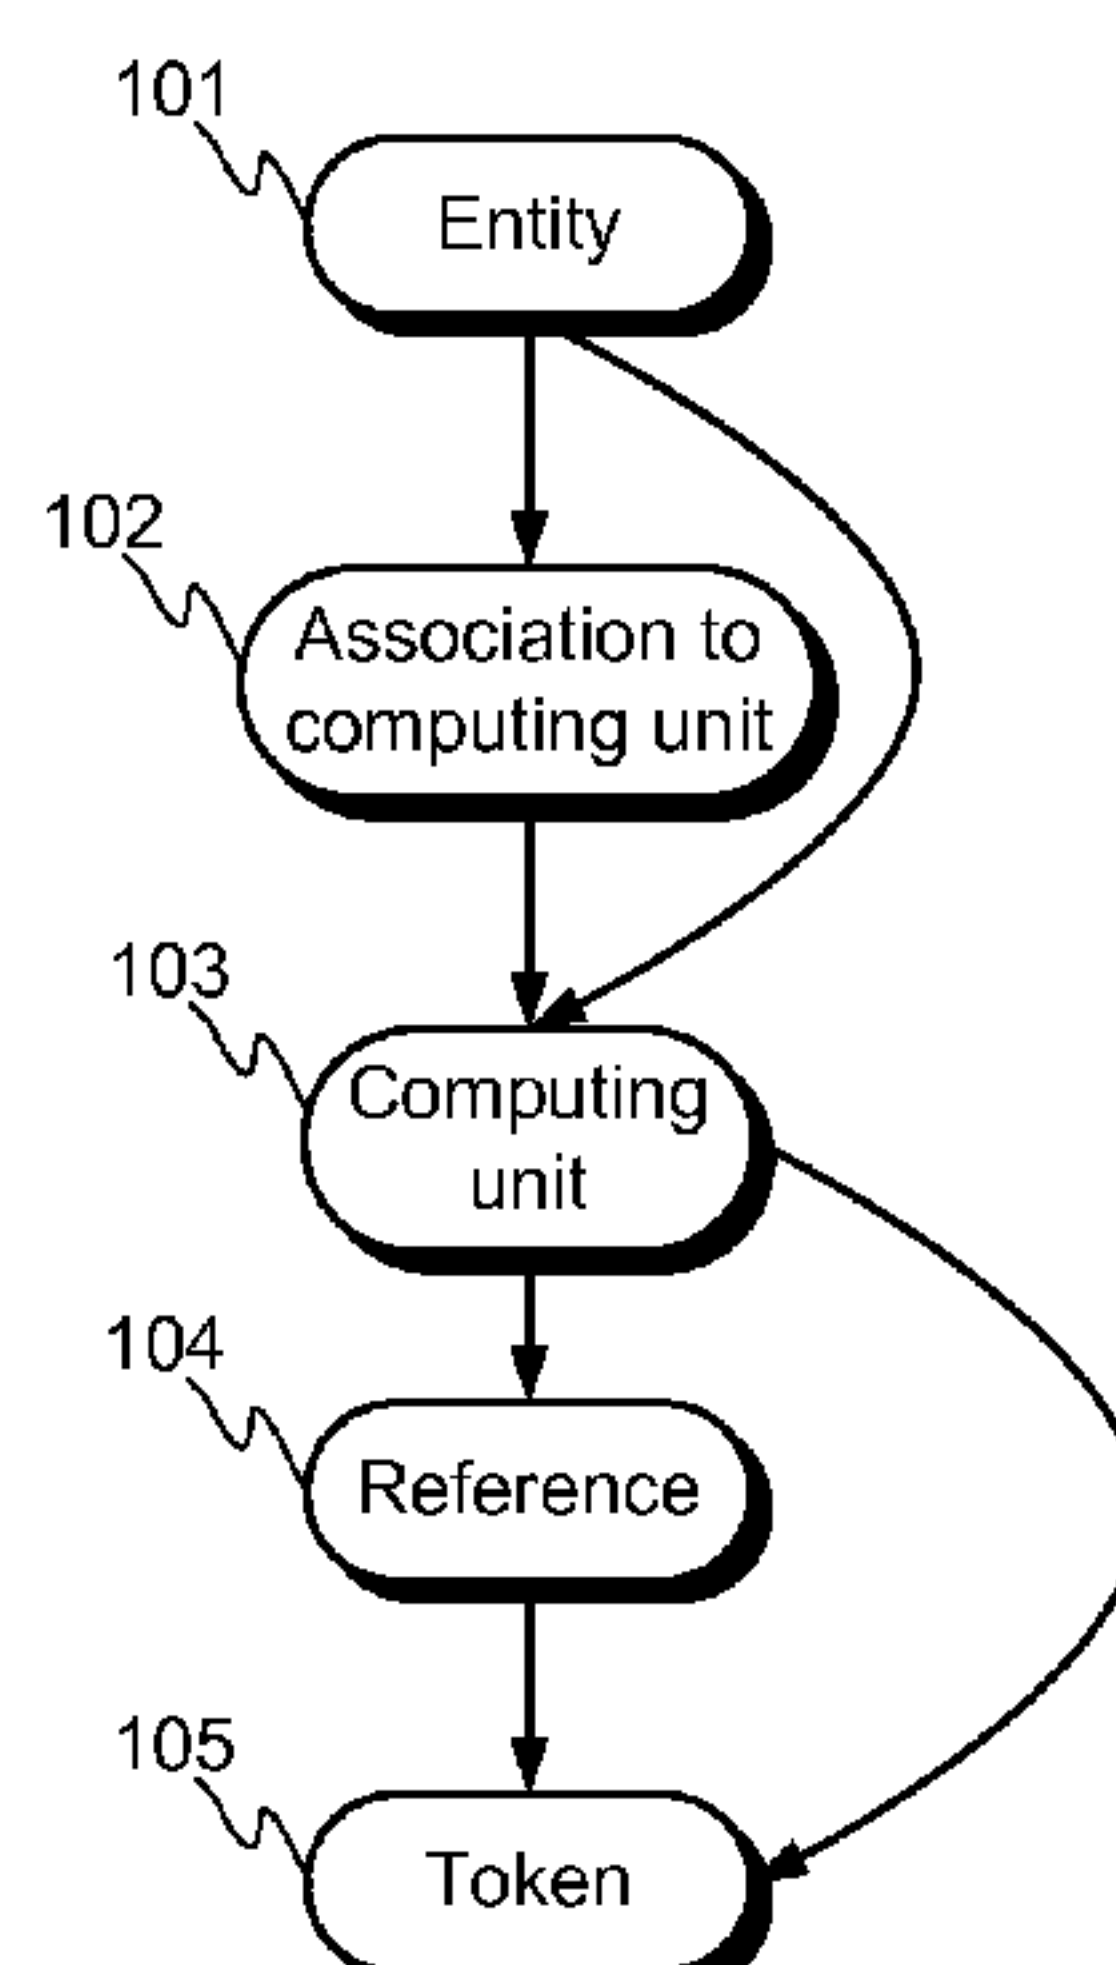 101
Entity
102
Association to
computing unit
103
Computing
unit
104
Reference
105
Token